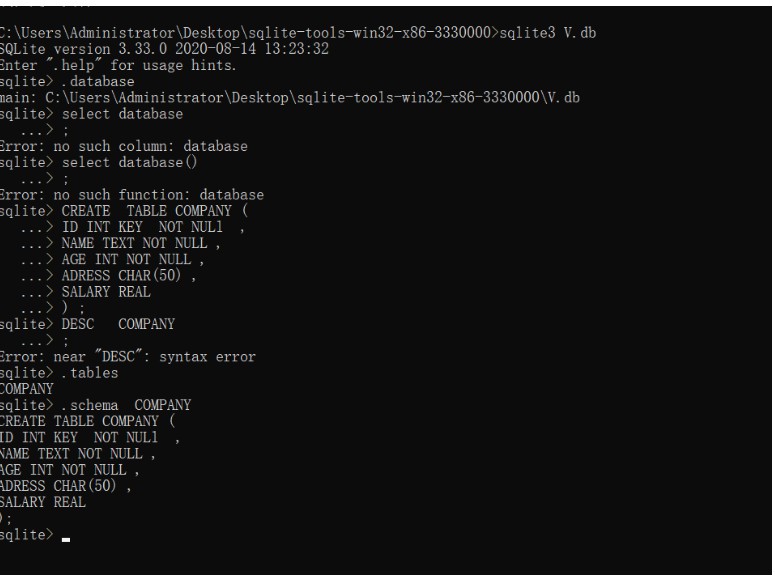 C:\Users\Administrator\Desktop\sqlite-tools-win32-x86-3330000>sqlite3 V.db
SQLite version 3.33.0 2020-08-14 13:23:32
Enter ".help" for usage hints.
sqlite> .database
main: C:\Users\Administrator\Desktop\sqlite-tools-win32-x86-3330000\V.db
sqlite> select database
...> ;
Error: no such column: database
sqlite> select database()
...> ;
Error: no such function: database
sqlite> CREATE  TABLE COMPANY (
...> ID INT KEY  NOT NUL1  ,
...> NAME TEXT NOT NULL ,
...> AGE INT NOT NULL ,
...> ADRESS CHAR(50) ,
...> SALARY REAL
...> ) ;
sqlite> DESC   COMPANY
...> ;
Error: near "DESC": syntax error
sqlite> .tables
COMPANY
sqlite> .schema  COMPANY
CREATE TABLE COMPANY (
ID INT KEY  NOT NUL1  ,
NAME TEXT NOT NULL ,
AGE INT NOT NULL ,
ADRESS CHAR(50) ,
SALARY REAL
);
sqlite>